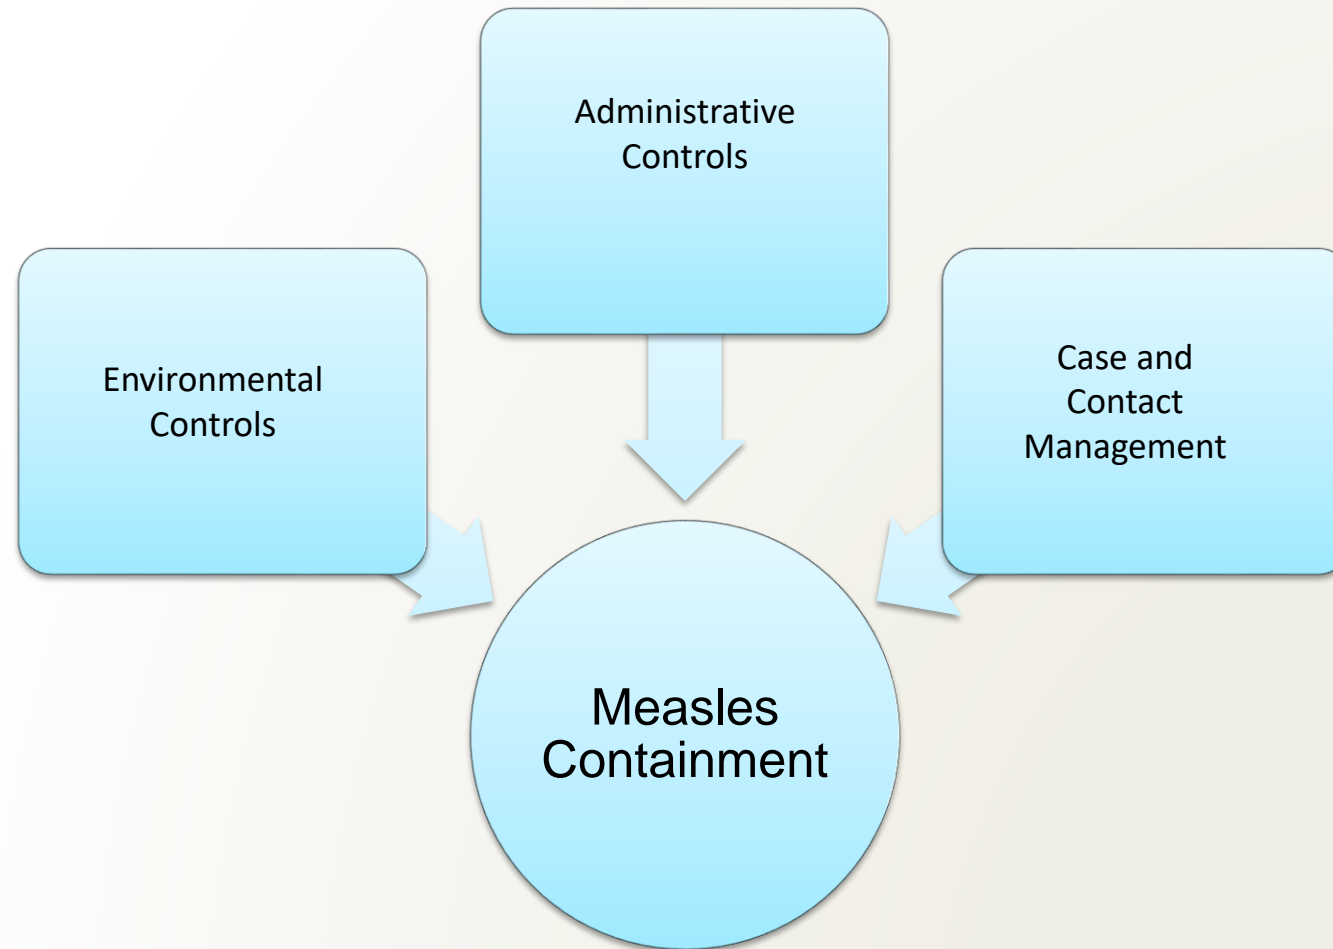 Administrative
Controls
Environmental
Controls
Case and
Contact
Management
Measles
Containment